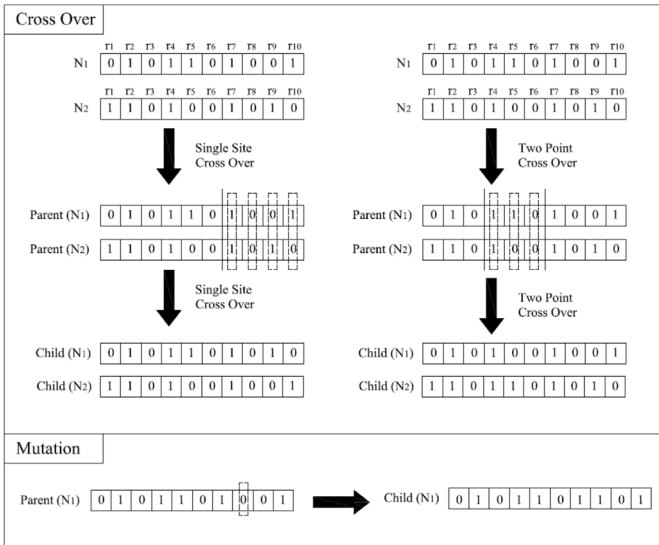 Cross Over
r1 r2 r3 r4 r5 r6 r7 r8 r9 r10
N1 0 1 0 1 1 0 1 0 0 1
r1 r2 r3 r4 r5 r6 r7 r8 r9 r10
N2 1 1 0 1 0 0 1 0 1 0
Single Site
Cross Over
Parent (N1) 0 1 0 1 1 0 1 0 0 1
Parent (N2) 1 1 0 1 0 0 1 0 1 0
Single Site
Cross Over
Child (N1) 0 1 0 1 1 0 1 0 1 0
Child (N2) 1 1 0 1 0 0 1 0 0 1
r1 r2 r3 r4 r5 r6 r7 r8 r9 r10
N1 0 1 0 1 1 0 1 0 0 1
r1 r2 r3 r4 r5 r6 r7 r8 r9 r10
N2 1 1 0 1 0 0 1 0 1 0
Two Point
Cross Over
Parent (N1) 0 1 0 1 1 0 1 0 0 1
Parent (N2) 1 1 0 1 0 0 1 0 1 0
Two Point
Cross Over
Child (N1) 0 1 0 1 0 0 1 0 0 1
Child (N2) 1 1 0 1 1 0 1 0 1 0
Mutation
Parent (N1) 0 1 0 1 1 0 1 0 0 1
Child (N1) 0 1 0 1 1 0 1 1 0 1